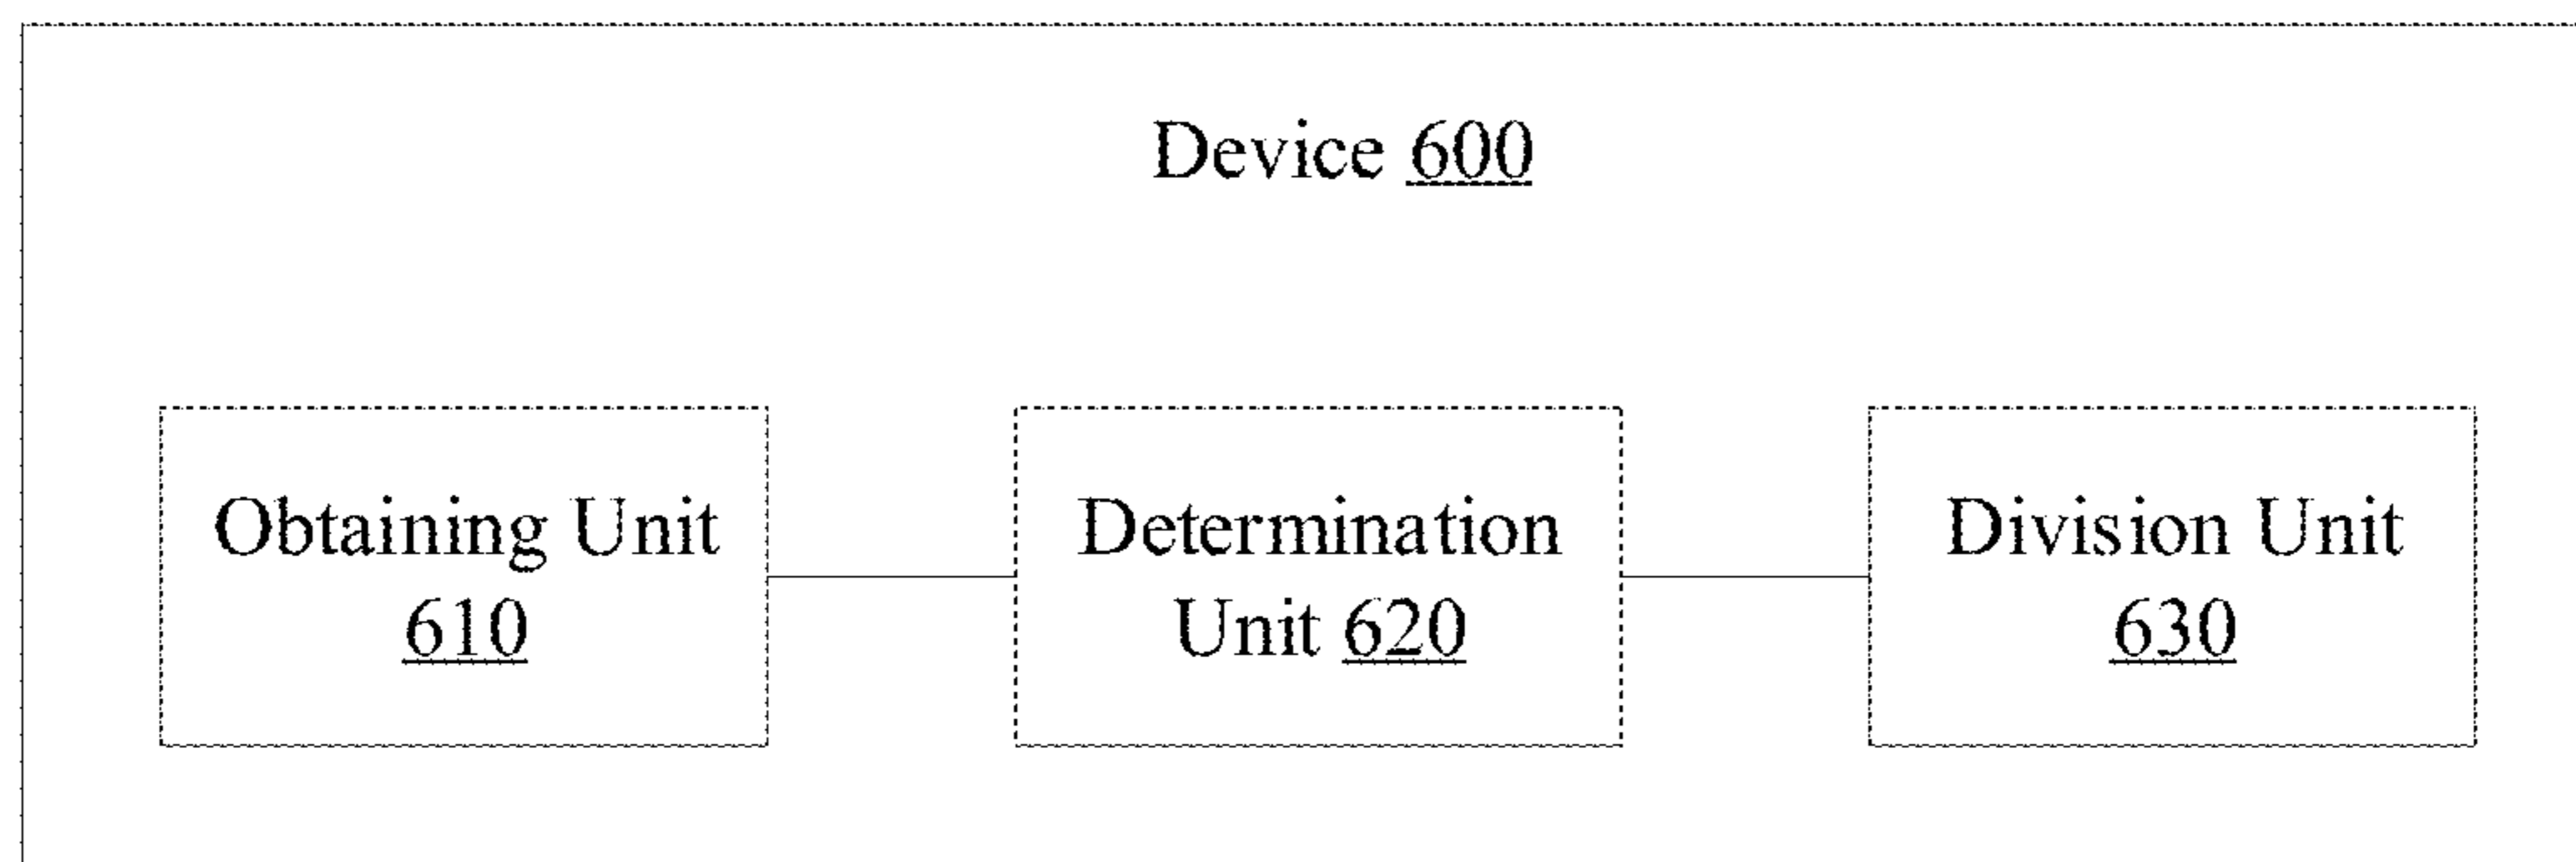 Device 600
Obtaining Unit
610
Determination
Unit 620
Division Unit
630